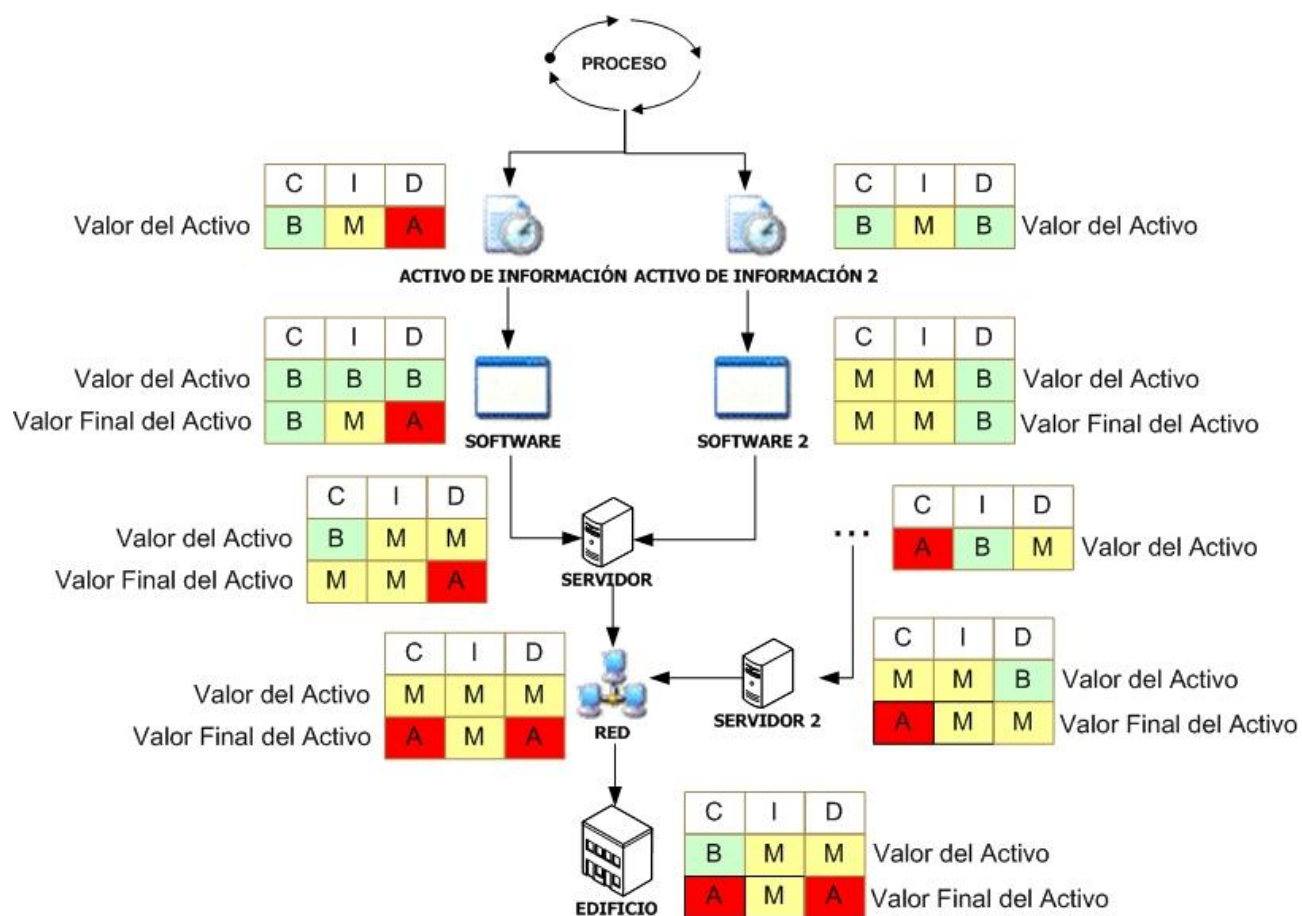 PROCESO
C I D
Valor del Activo B M A
C I D
B M B Valor del Activo
ACTIVO DE INFORMACIÓN
ACTIVO DE INFORMACIÓN 2
C I D
Valor del Activo B B B
Valor Final del Activo B M A
SOFTWARE
C I D
M M B Valor del Activo
M M B Valor Final del Activo
SOFTWARE 2
C I D
Valor del Activo B M M
Valor Final del Activo M M A
SERVIDOR
...
C I D
A B M Valor del Activo
C I D
Valor del Activo M M M
Valor Final del Activo A M A
RED
SERVIDOR 2
C I D
M M B Valor del Activo
A M M Valor Final del Activo
EDIFICIO
C I D
B M M Valor del Activo
A M A Valor Final del Activo